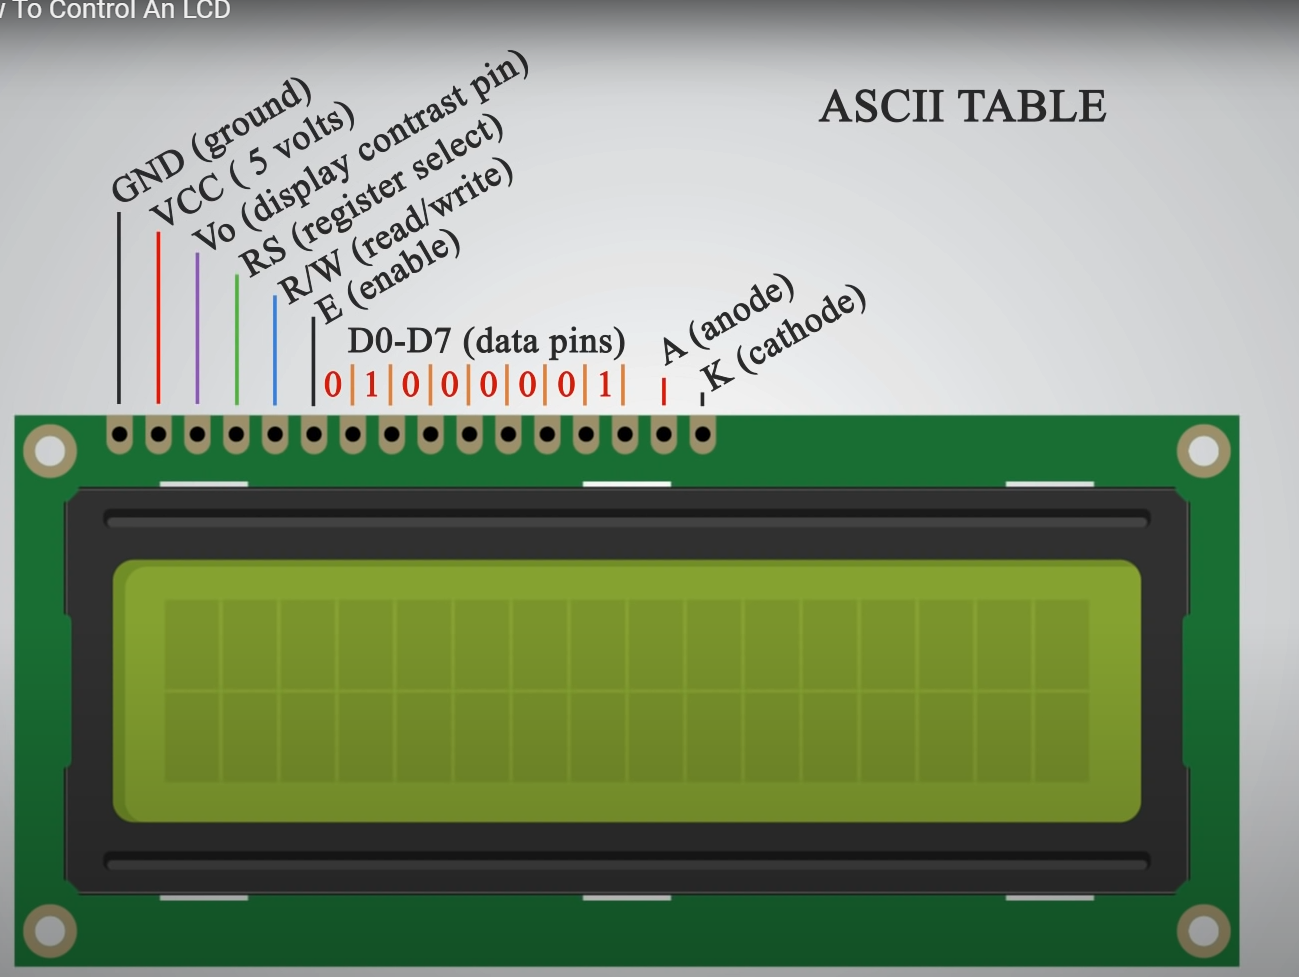 To Control An LCD
ASCII TABLE
GND (ground)
VCC ( 5 volts)
Vo (display contrast pin)
RS (register select)
R/W (read/write)
E (enable)
D0-D7 (data pins)
0 1 0 0 0 0 0 1
A (anode)
K (cathode)